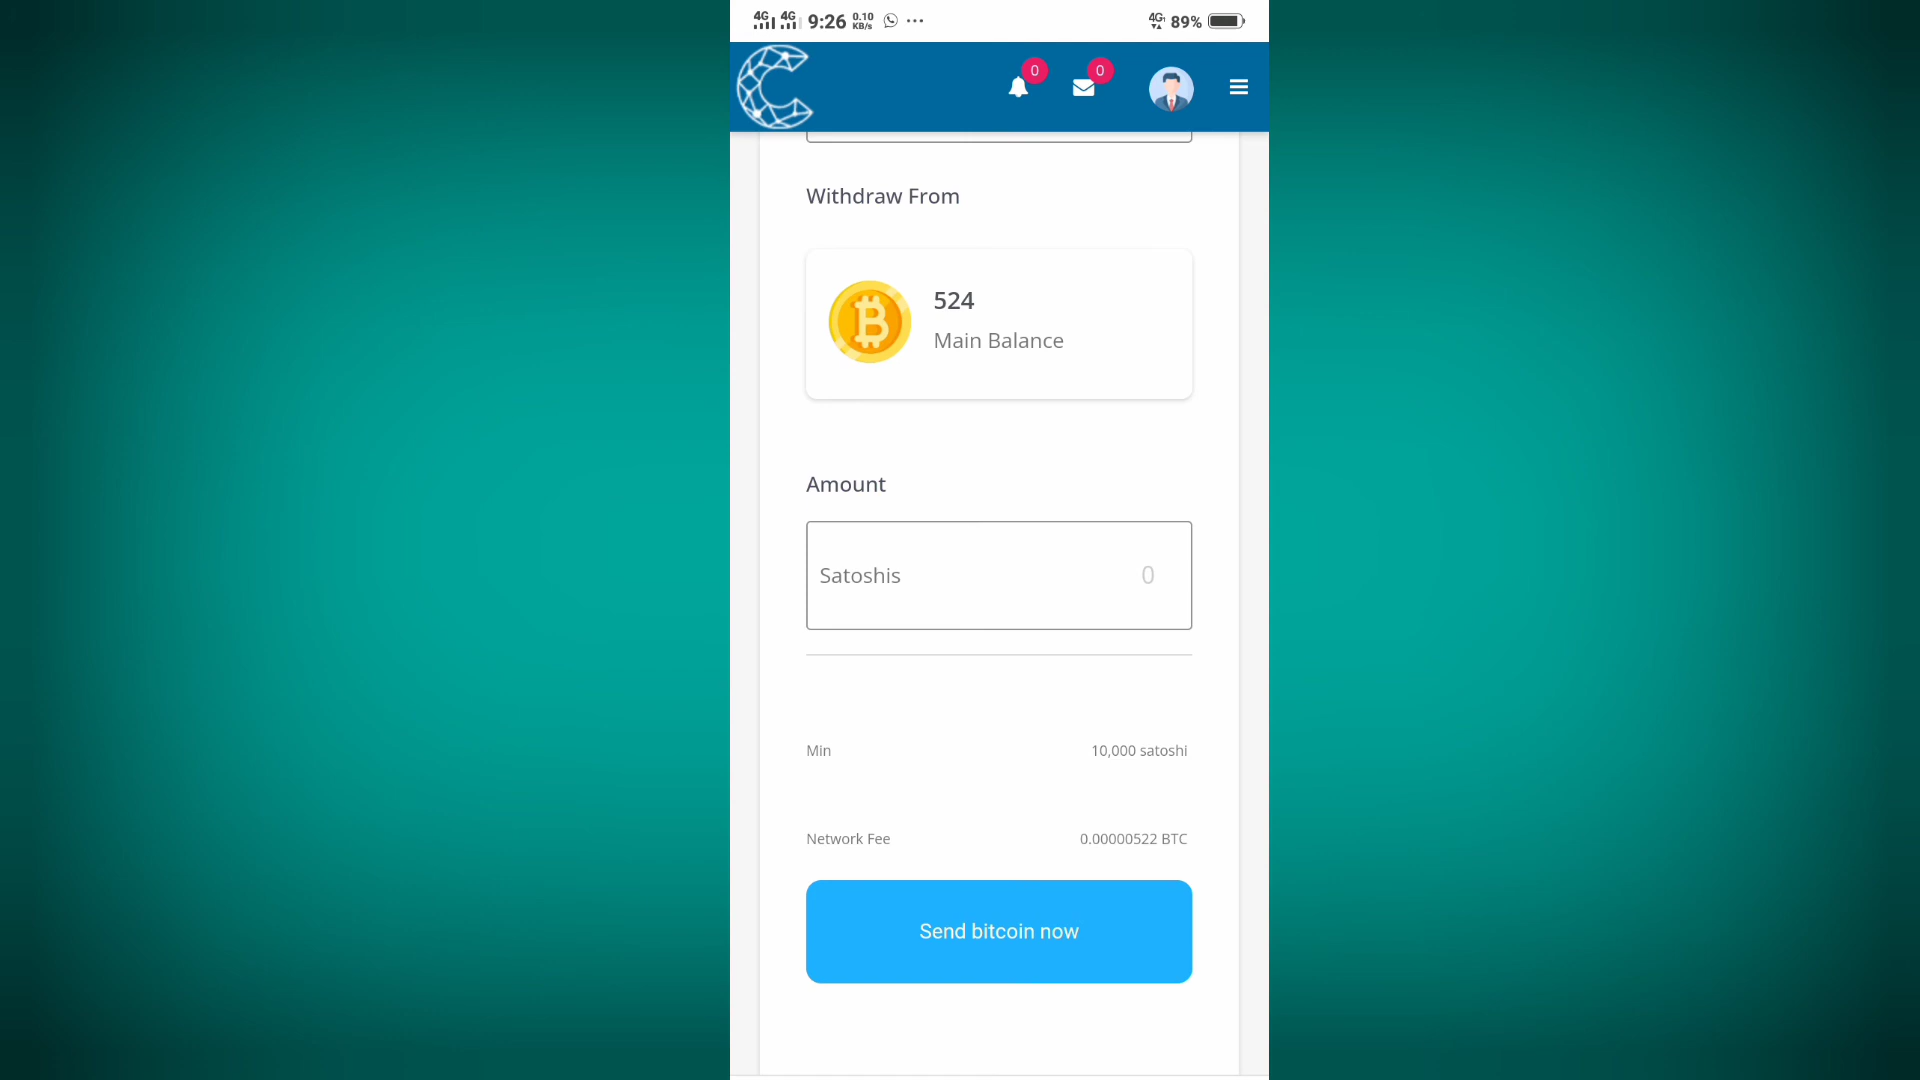 4G 4G 9:26 0.10 KB/s ... 4G 89%
0 0
Withdraw From
524
Main Balance
Amount
Satoshis 0
Min 10,000 satoshi
Network Fee 0.00000522 BTC
Send bitcoin now